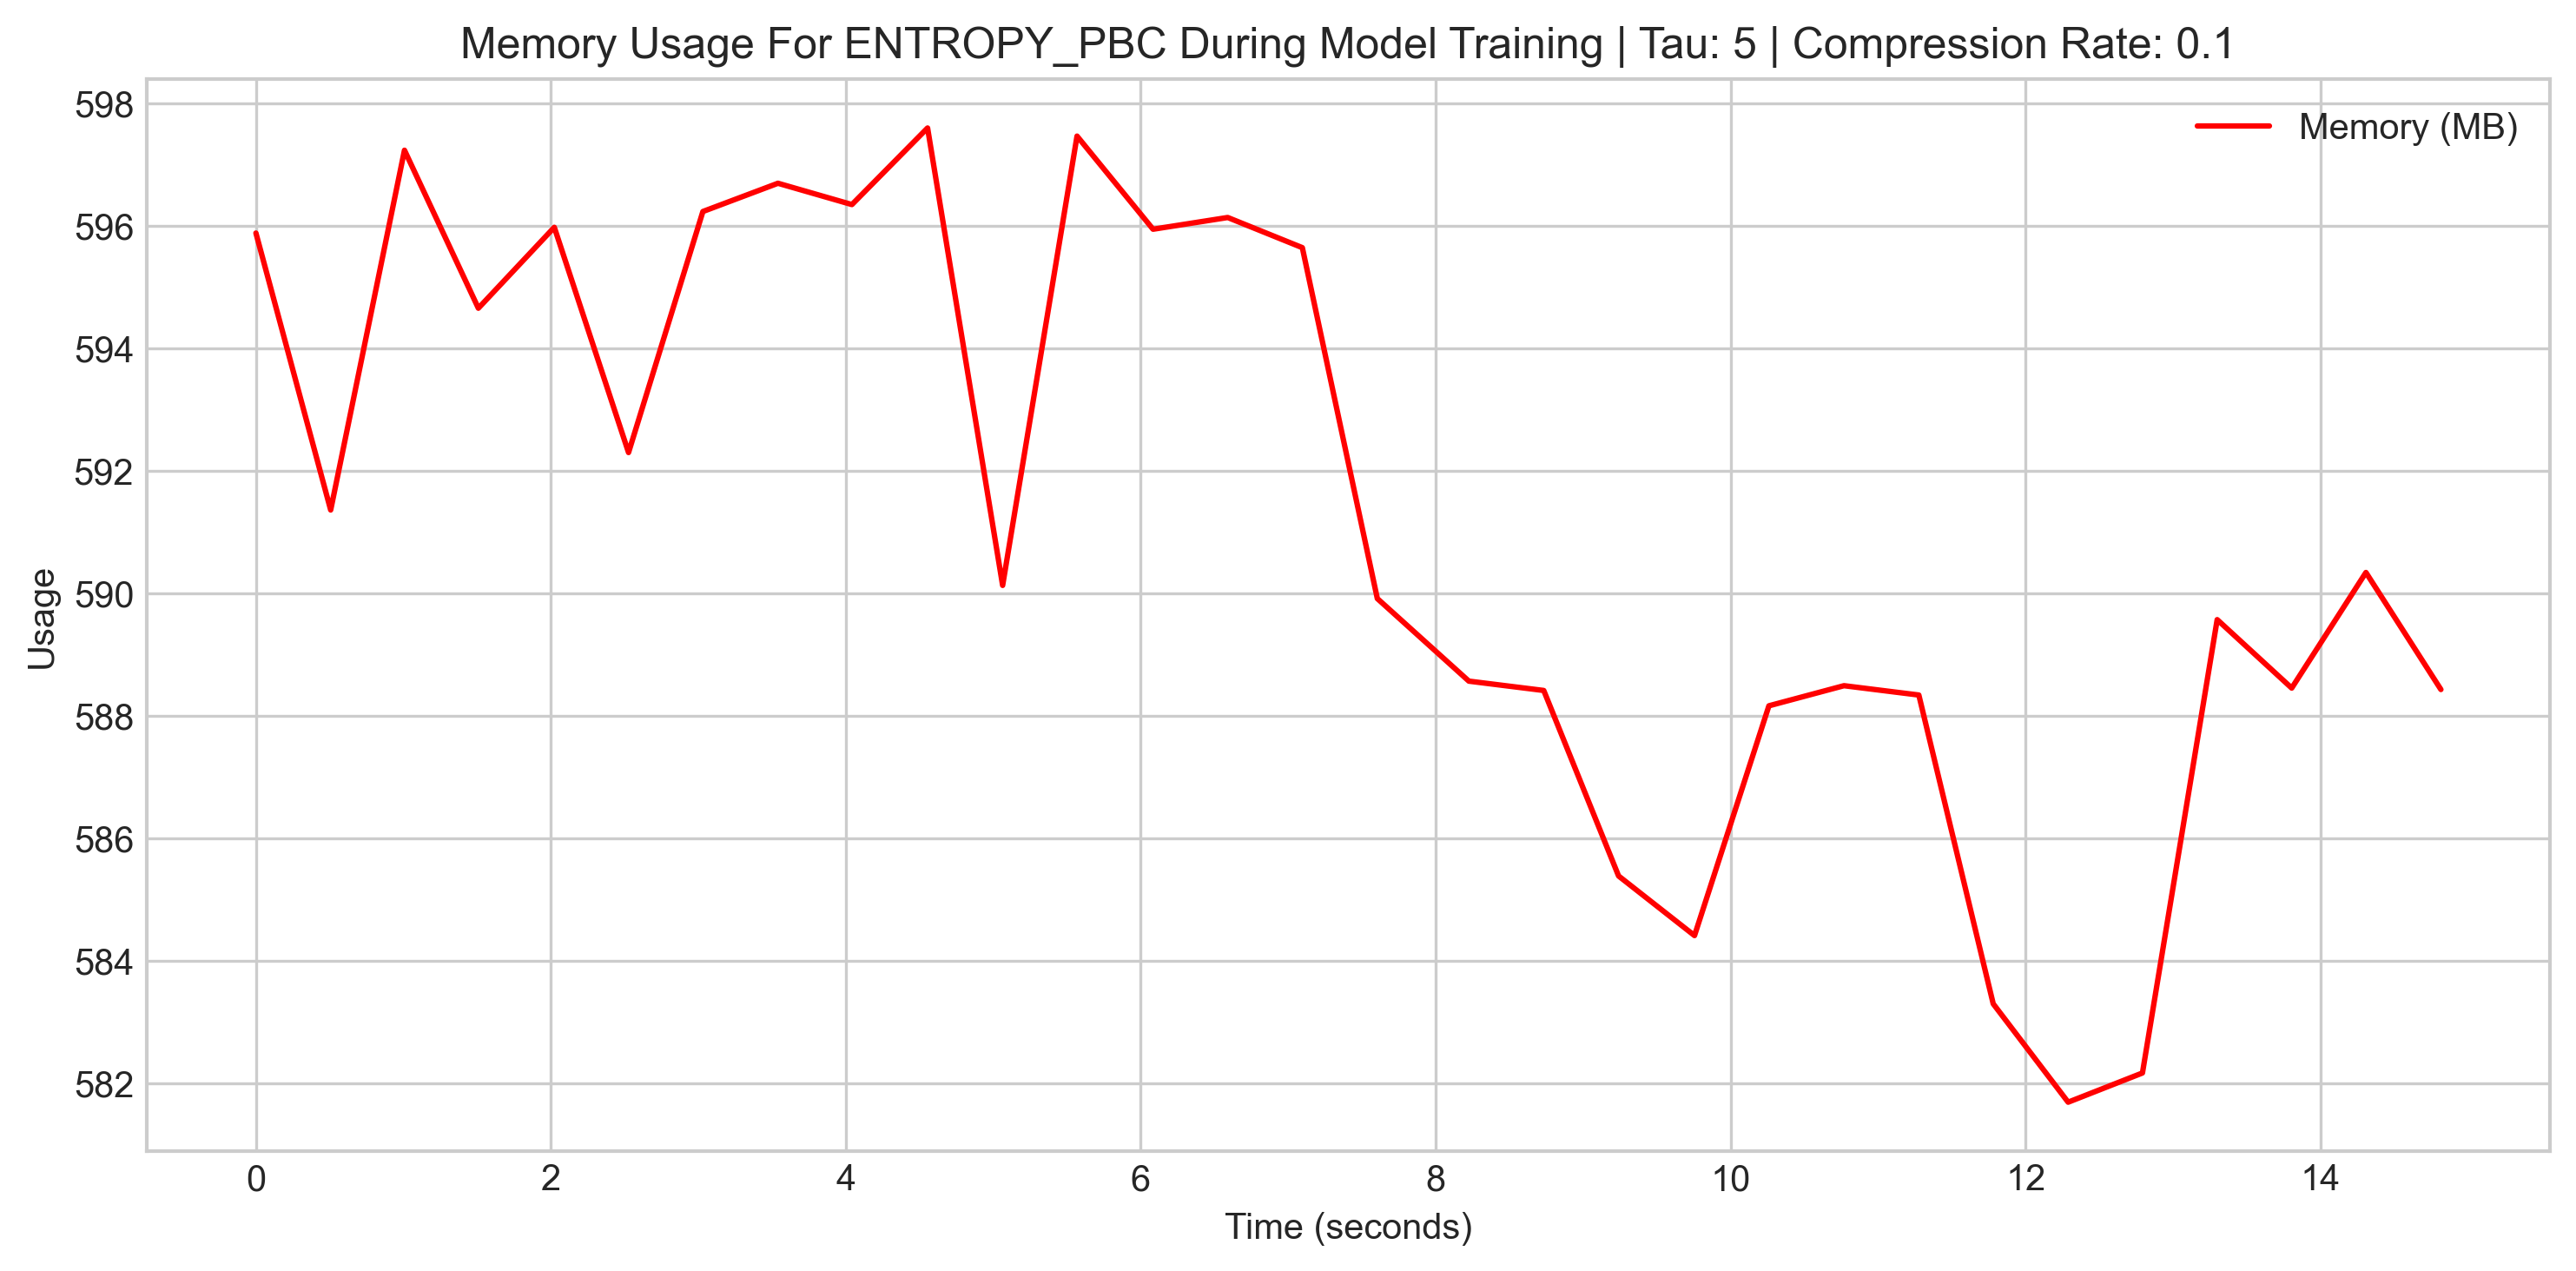 Memory Usage For ENTROPY_PBC During Model Training | Tau: 5 | Compression Rate: 0.1
Memory (MB)
Usage
598
596
594
592
590
588
586
584
582
0 2 4 6 8 10 12 14
Time (seconds)